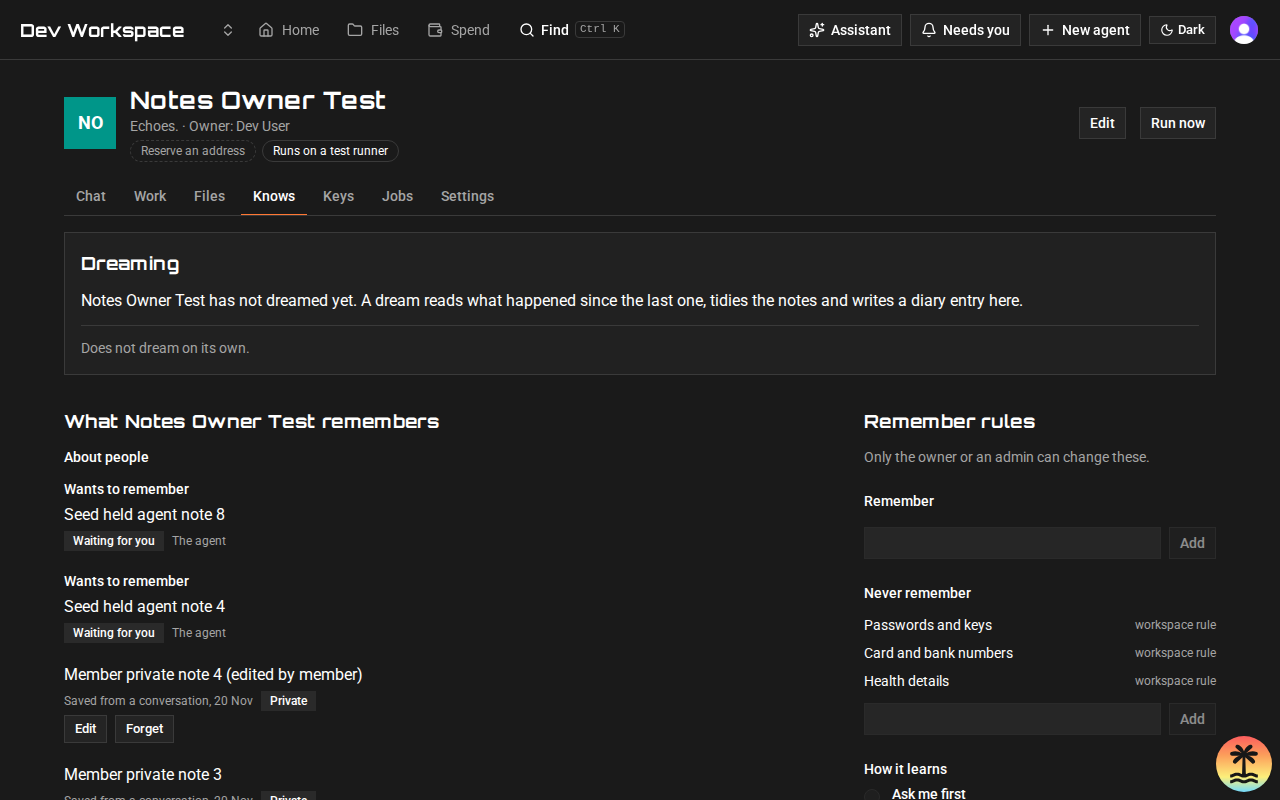 Dev Workspace
Home
Files
Spend
Find Ctrl K
Assistant
Needs you
New agent
Dark
NO
Notes Owner Test
Echoes. · Owner: Dev User
Reserve an address
Runs on a test runner
Edit
Run now
Chat
Work
Files
Knows
Keys
Jobs
Settings
Dreaming
Notes Owner Test has not dreamed yet. A dream reads what happened since the last one, tidies the notes and writes a diary entry here.
Does not dream on its own.
What Notes Owner Test remembers
About people
Wants to remember
Seed held agent note 8
Waiting for you The agent
Wants to remember
Seed held agent note 4
Waiting for you The agent
Member private note 4 (edited by member)
Saved from a conversation, 20 Nov Private
Edit
Forget
Member private note 3
Saved from a conversation, 20 Nov Private
Remember rules
Only the owner or an admin can change these.
Remember
Add
Never remember
Passwords and keys workspace rule
Card and bank numbers workspace rule
Health details workspace rule
Add
How it learns
Ask me first